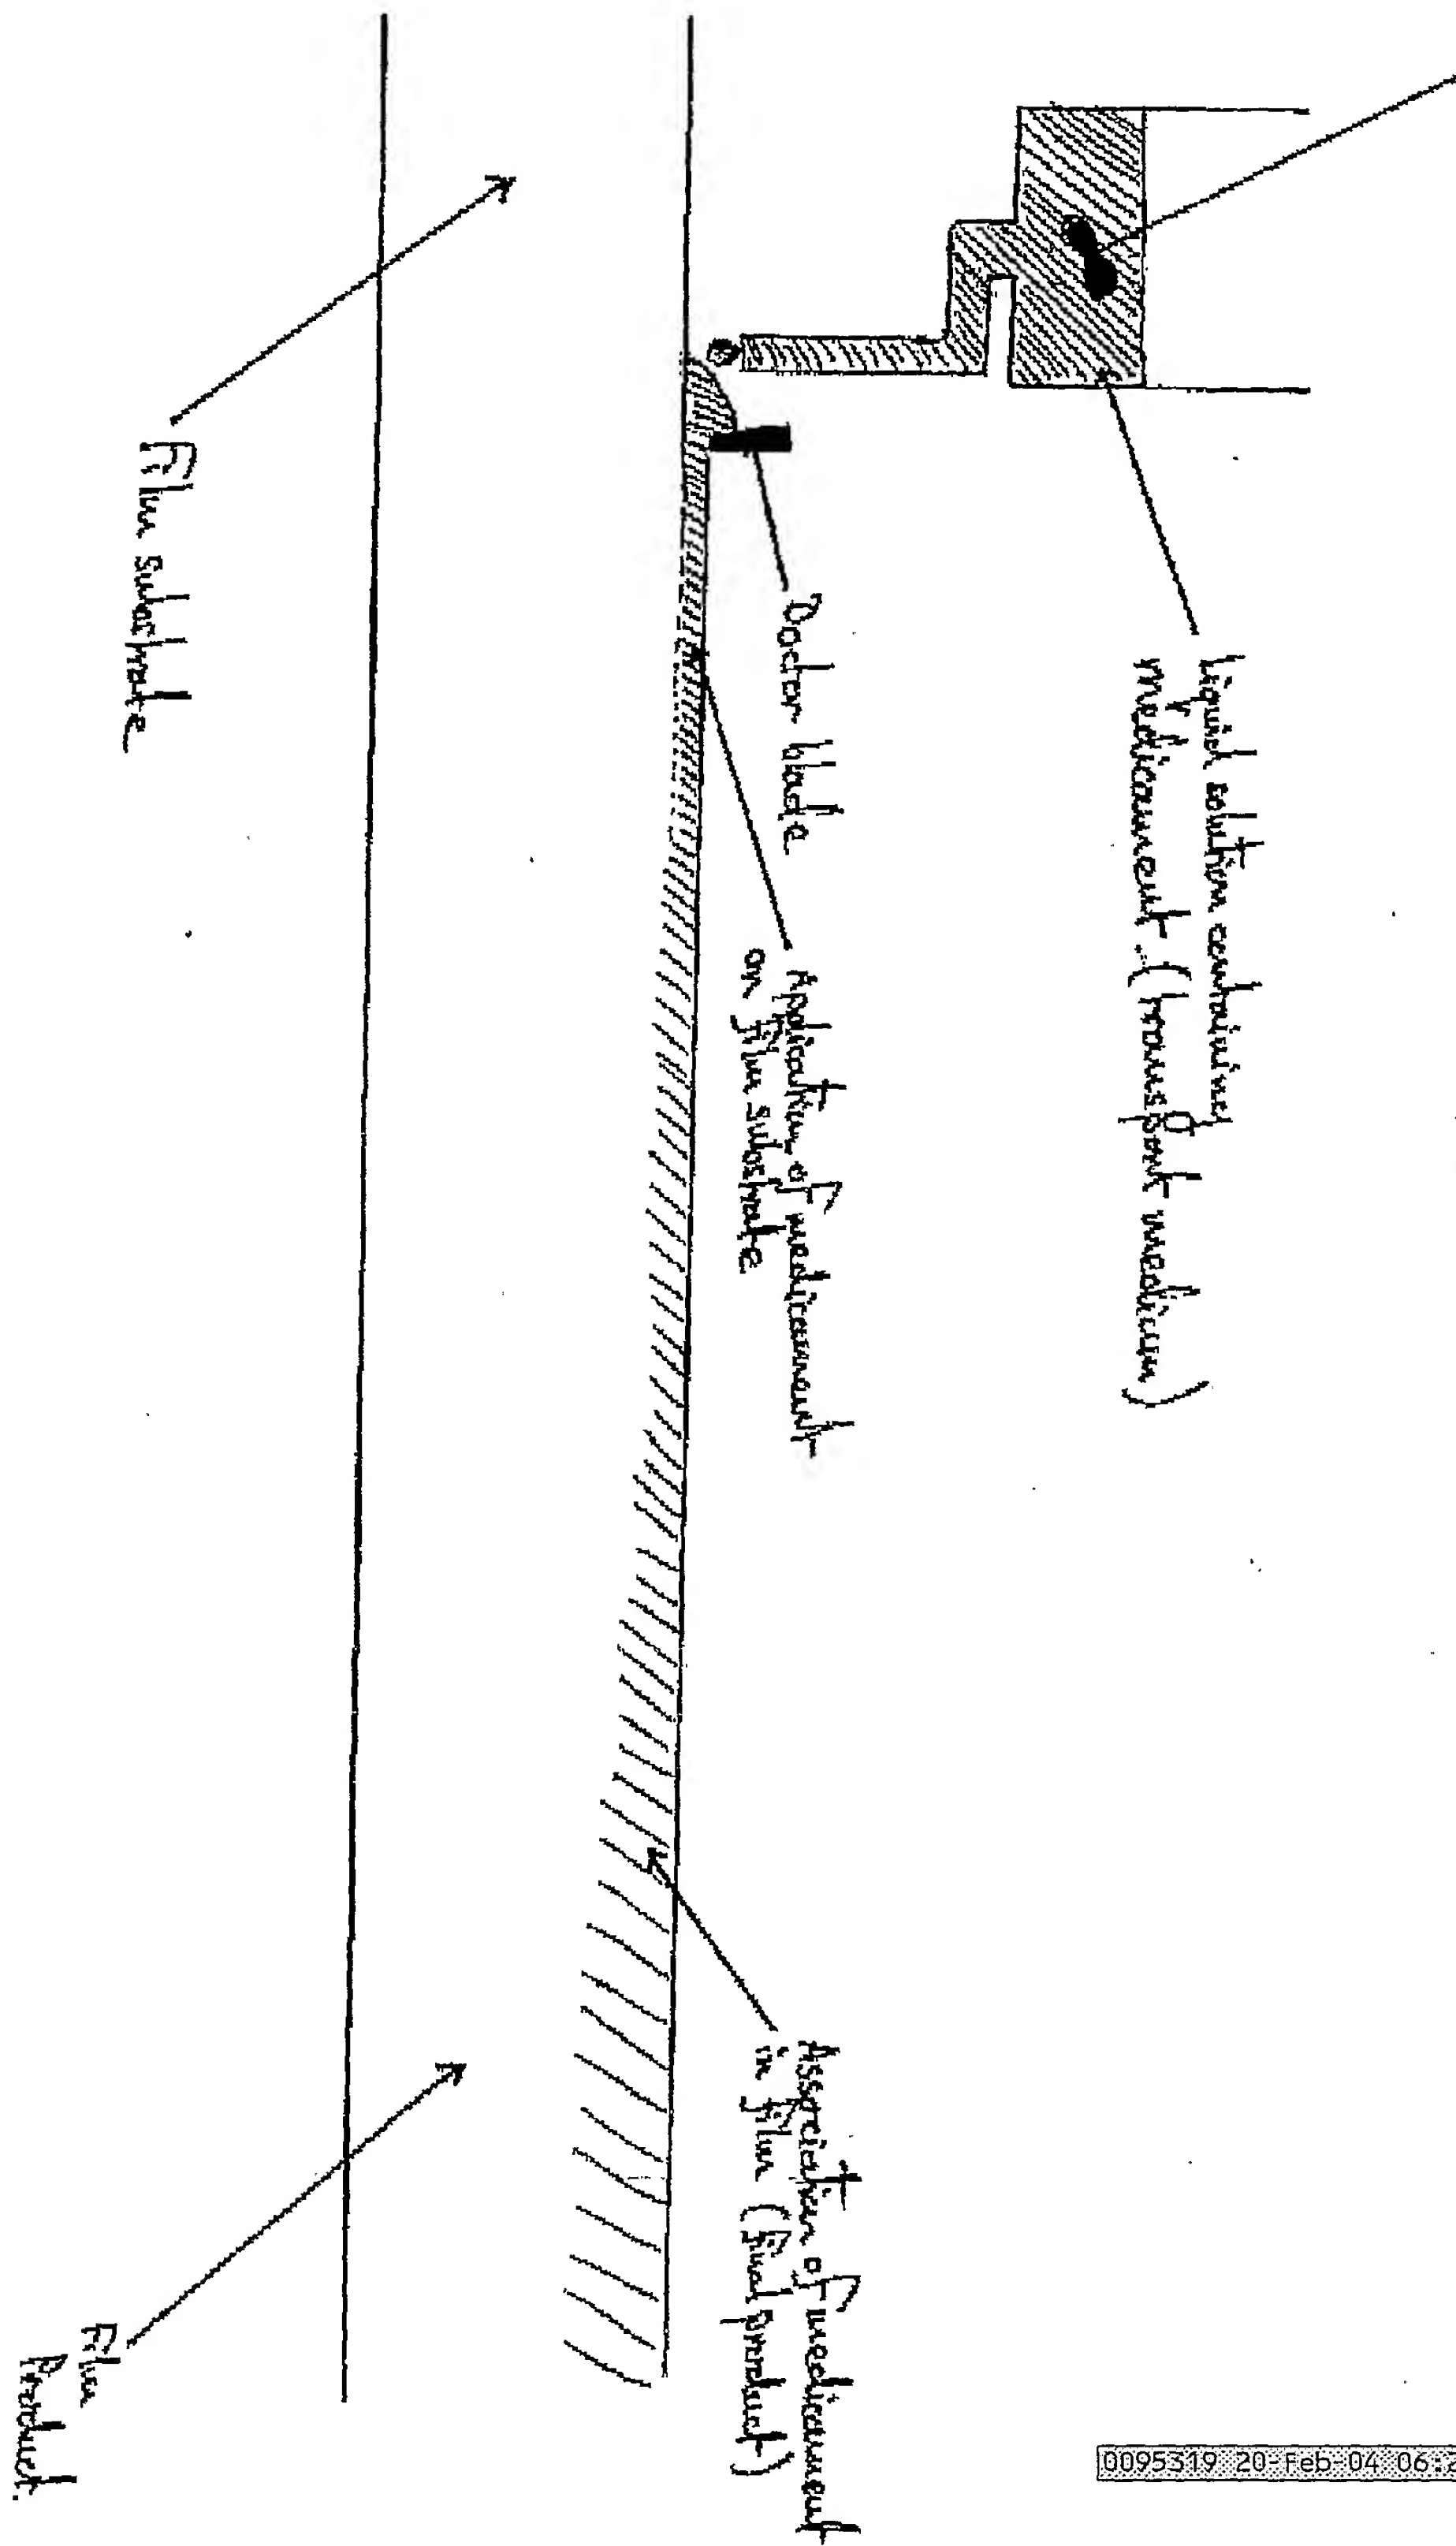 Liquid solution containing
medicament (transport medium)
Doctor blade
Application of medicament
on film substrate
Association of medicament
in film (final product)
Film substrate
Film
Product.
0095319 20-Feb-04 06:2